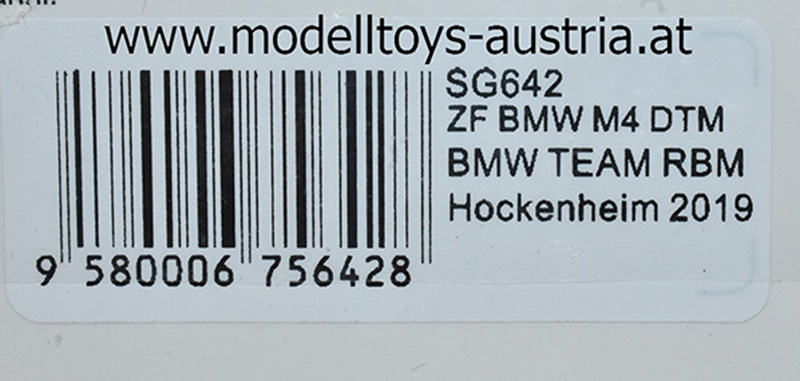 www.modelltoys-austria.at
SG642
ZF BMW M4 DTM
BMW TEAM RBM
Hockenheim 2019
9 580006 756428